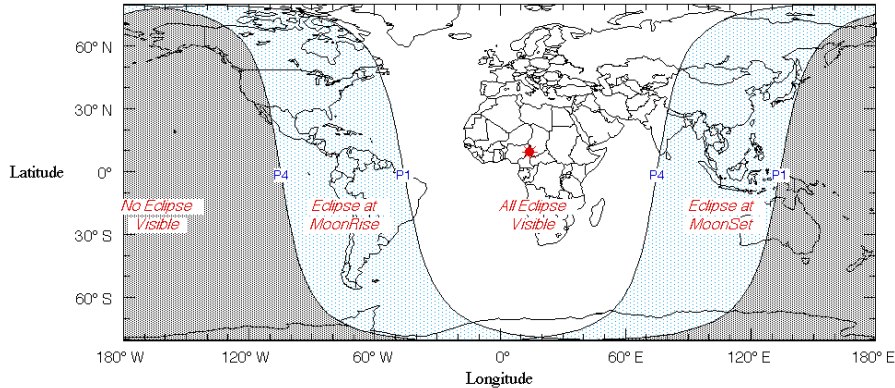 60° N
30° N
Latitude
0°
30° S
60° S
P4
P1
P4
P1
No Eclipse
Visible
Eclipse at
MoonRise
All Eclipse
Visible
Eclipse at
MoonSet
180° W
120° W
60° W
0°
60° E
120° E
180° E
Longitude